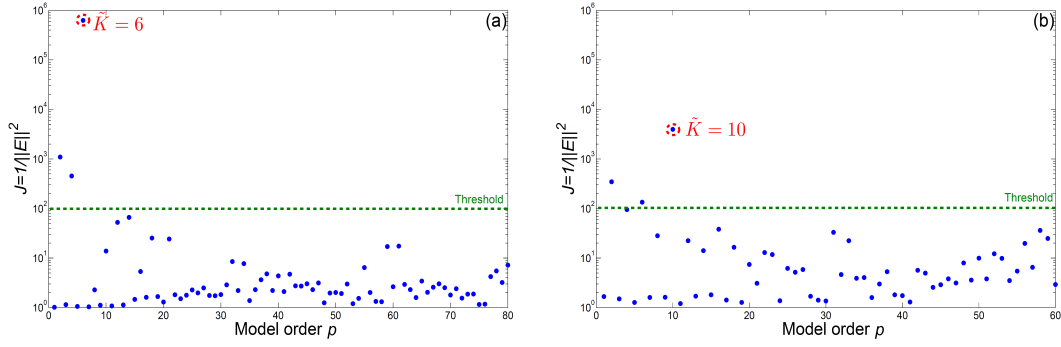 (a)
10^6
10^5
10^4
10^3
10^2
10^1
10^0
J=1/||E||^2
K̃ = 6
Threshold
0 10 20 30 40 50 60 70 80
Model order p
(b)
10^6
10^5
10^4
10^3
10^2
10^1
10^0
J=1/||E||^2
K̃ = 10
Threshold
0 10 20 30 40 50 60
Model order p